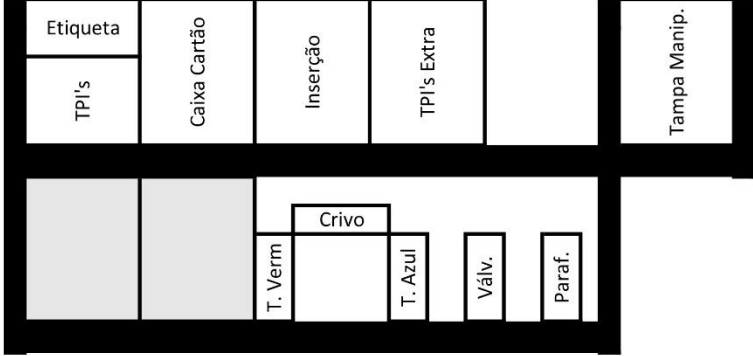 Etiqueta
TPI's
Caixa Cartão
Inserção
TPI's Extra
Tampa Manip.
T. Verm
Crivo
T. Azul
Válv.
Paraf.